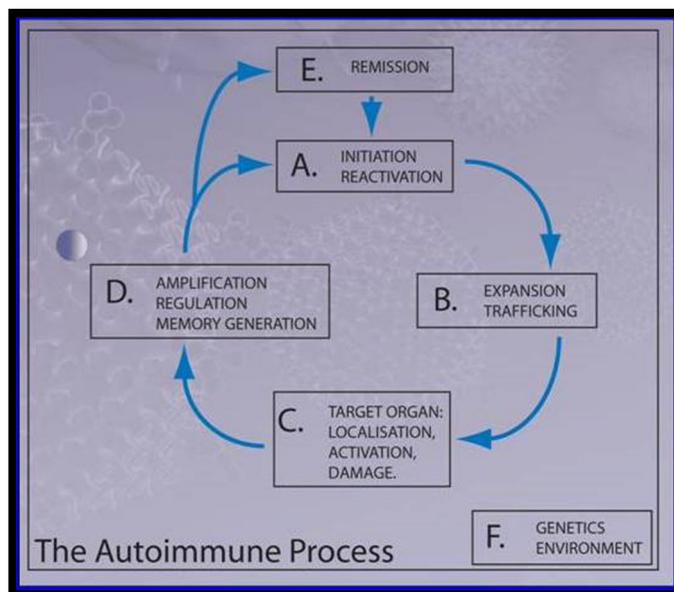 E. REMISSION
A. INITIATION
REACTIVATION
D. AMPLIFICATION
REGULATION
MEMORY GENERATION
B. EXPANSION
TRAFFICKING
C. TARGET ORGAN:
LOCALISATION,
ACTIVATION,
DAMAGE.
F. GENETICS
ENVIRONMENT
The Autoimmune Process